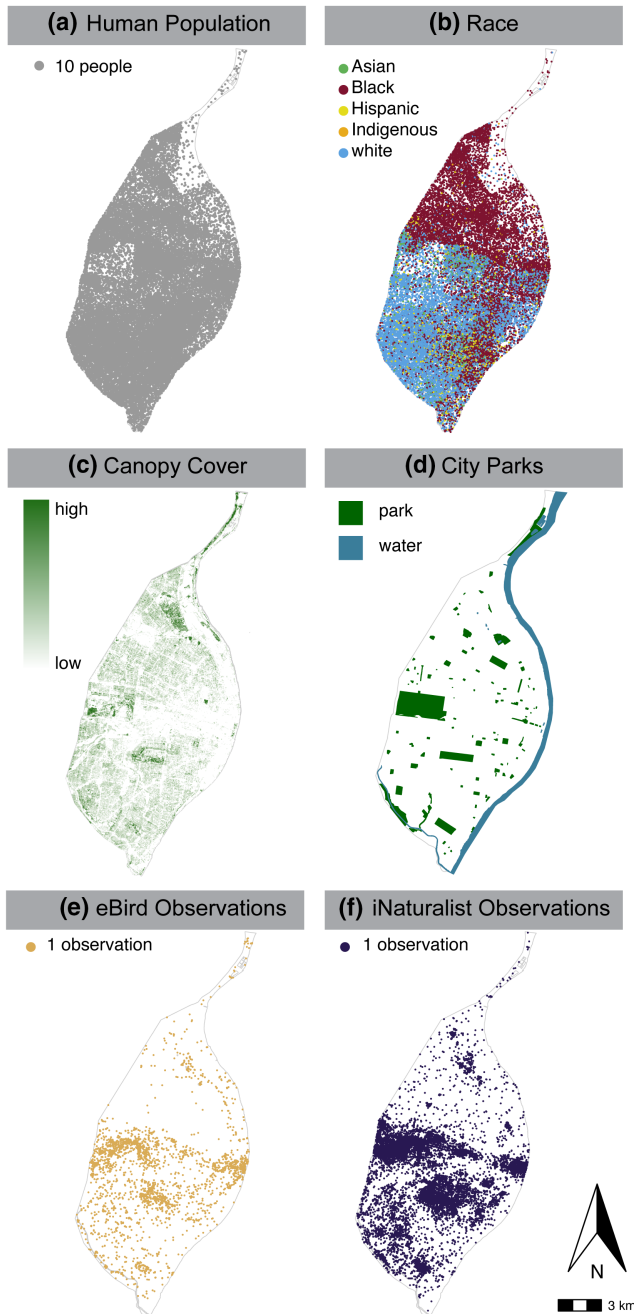 (a) Human Population
10 people
(b) Race
Asian
Black
Hispanic
Indigenous
white
(c) Canopy Cover
high
low
(d) City Parks
park
water
(e) eBird Observations
1 observation
(f) iNaturalist Observations
1 observation
N
3 km